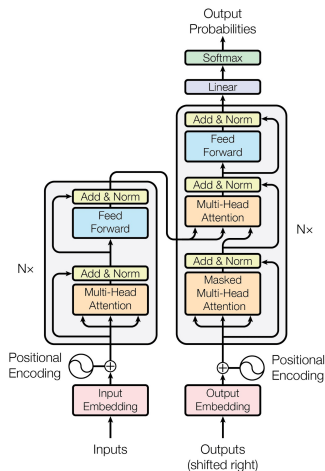 Output
Probabilities
Softmax
Linear
Add & Norm
Feed
Forward
Add & Norm
Multi-Head
Attention
Add & Norm
Masked
Multi-Head
Attention
N×
Add & Norm
Feed
Forward
N×
Add & Norm
Multi-Head
Attention
Positional
Encoding
Positional
Encoding
Input
Embedding
Output
Embedding
Inputs
Outputs
(shifted right)